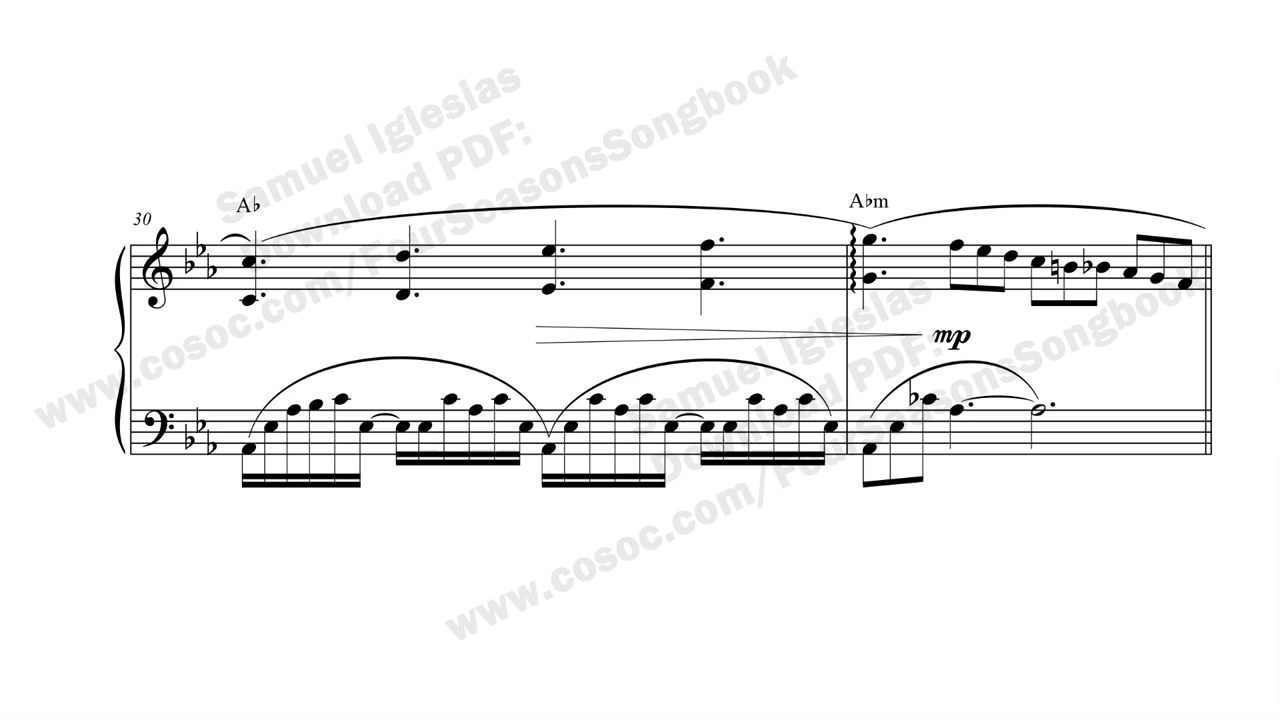 Samuel Iglesias
Download PDF:
www.cosoc.com/FourSeasonsSongbook
30
A♭
A♭m
mp
Samuel Iglesias
Download PDF:
www.cosoc.com/FourSeasonsSongbook